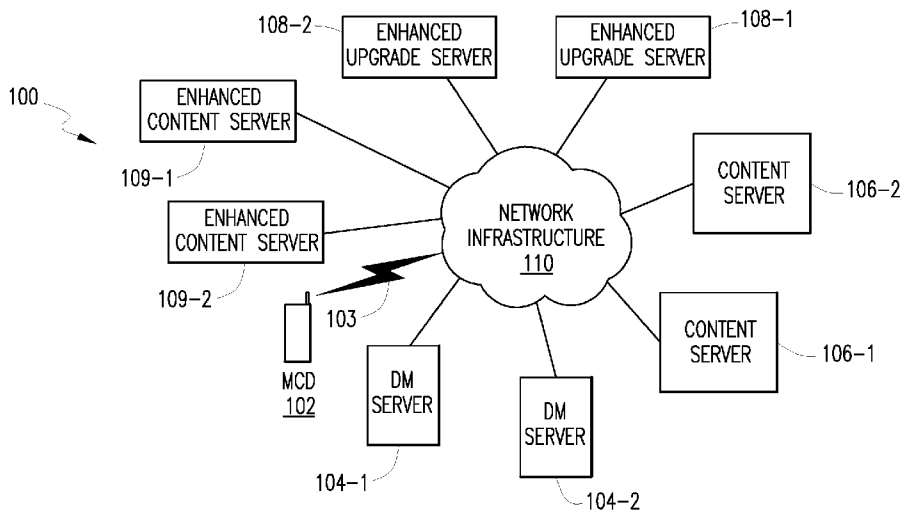 108-2
ENHANCED
UPGRADE SERVER
ENHANCED
UPGRADE SERVER
108-1
100
ENHANCED
CONTENT SERVER
109-1
CONTENT
SERVER
106-2
ENHANCED
CONTENT SERVER
109-2
NETWORK
INFRASTRUCTURE
110
103
MCD
102
CONTENT
SERVER
106-1
DM
SERVER
104-1
DM
SERVER
104-2